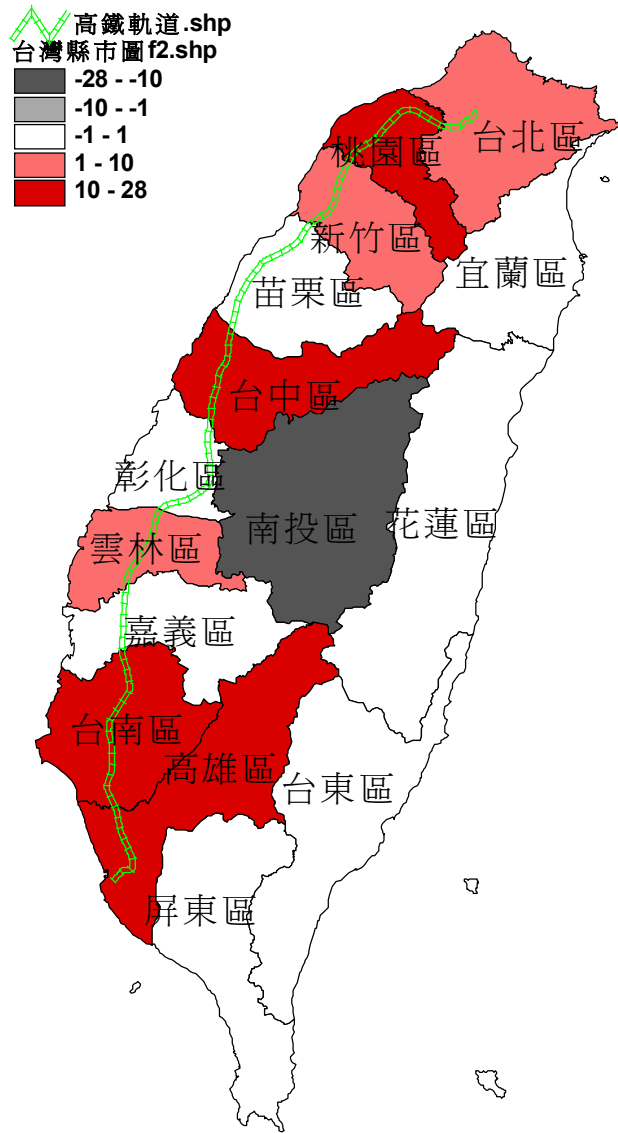 高鐵軌道.shp
台灣縣市圖f2.shp
-28 - -10
-10 - -1
-1 - 1
1 - 10
10 - 28
台北區
桃園區
新竹區
宜蘭區
苗栗區
台中區
彰化區
南投區
花蓮區
雲林區
嘉義區
台南區
高雄區
台東區
屏東區